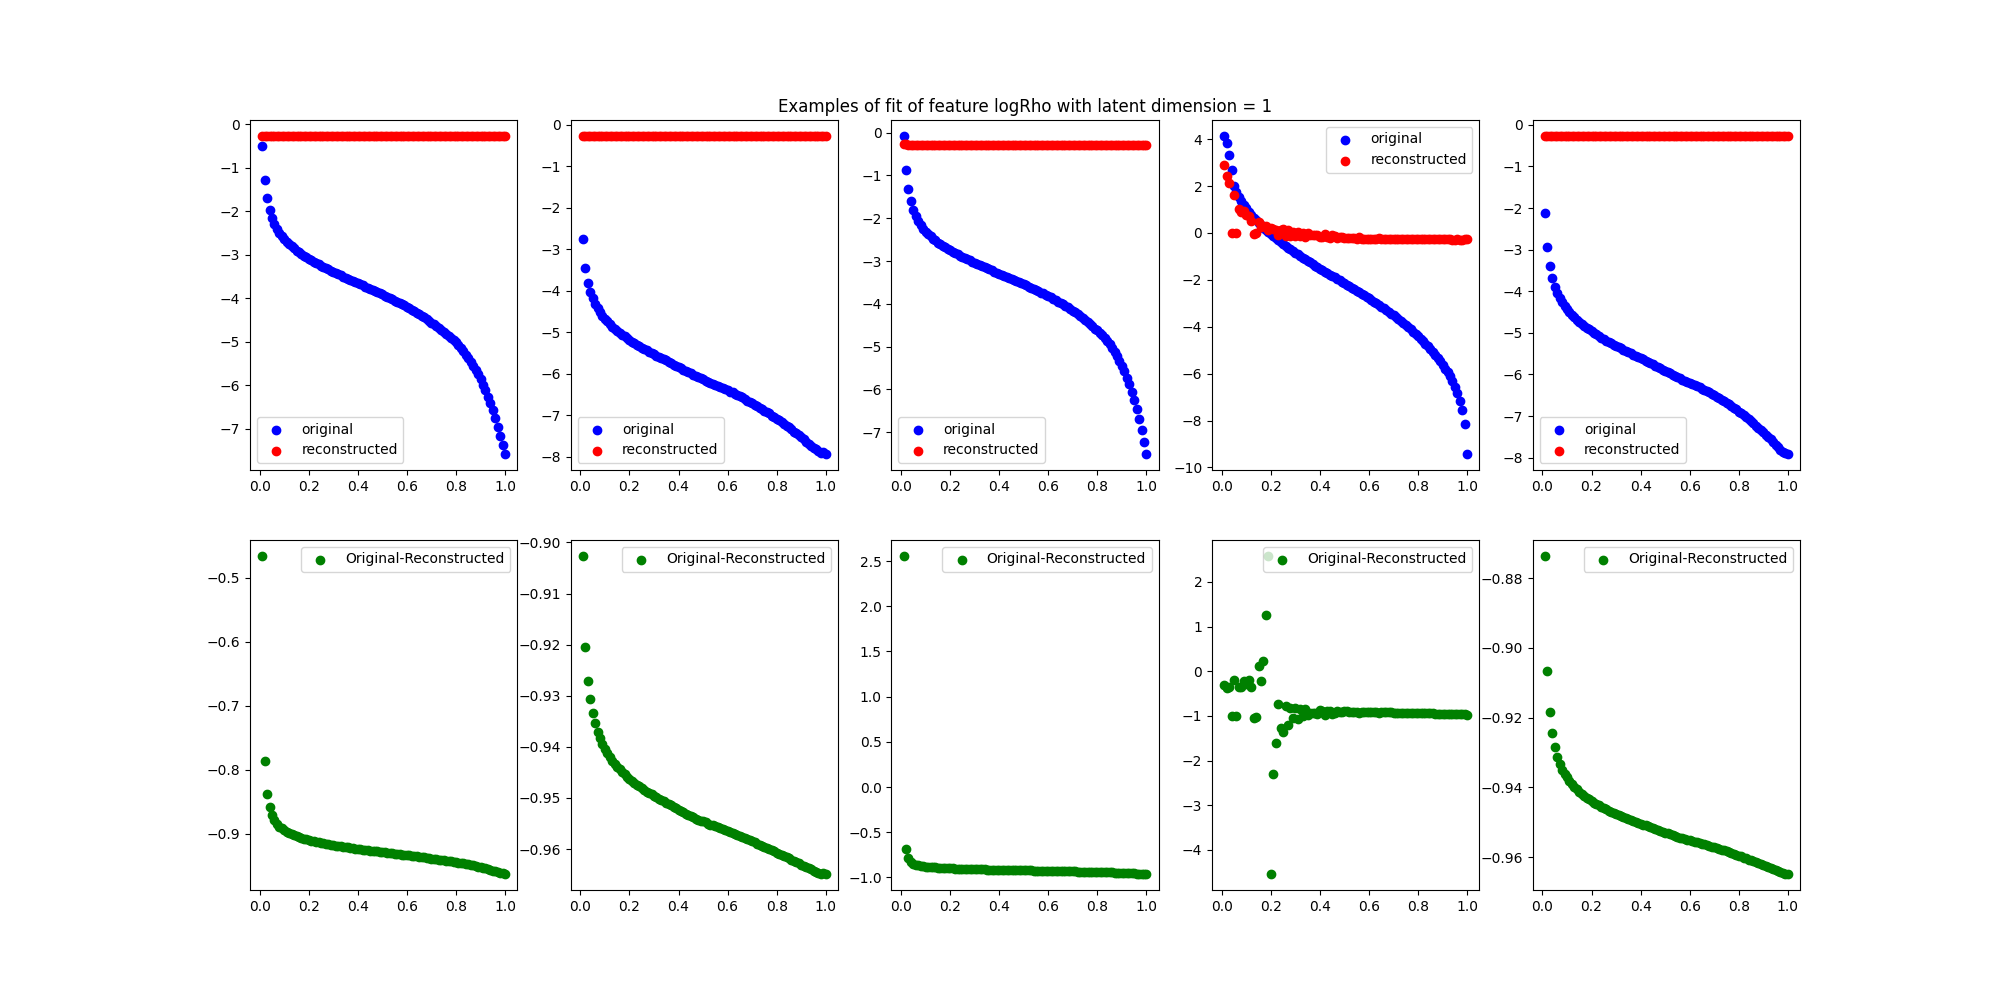 Examples of fit of feature logRho with latent dimension = 1
0
−1
−2
−3
−4
−5
−6
−7
original
reconstructed
0.0 0.2 0.4 0.6 0.8 1.0
0
−1
−2
−3
−4
−5
−6
−7
−8
original
reconstructed
0.0 0.2 0.4 0.6 0.8 1.0
0
−1
−2
−3
−4
−5
−6
−7
original
reconstructed
0.0 0.2 0.4 0.6 0.8 1.0
4
2
0
−2
−4
−6
−8
−10
original
reconstructed
0.0 0.2 0.4 0.6 0.8 1.0
0
−1
−2
−3
−4
−5
−6
−7
−8
original
reconstructed
0.0 0.2 0.4 0.6 0.8 1.0
−0.5
−0.6
−0.7
−0.8
−0.9
Original-Reconstructed
0.0 0.2 0.4 0.6 0.8 1.0
−0.90
−0.91
−0.92
−0.93
−0.94
−0.95
−0.96
Original-Reconstructed
0.0 0.2 0.4 0.6 0.8 1.0
2.5
2.0
1.5
1.0
0.5
0.0
−0.5
−1.0
Original-Reconstructed
0.0 0.2 0.4 0.6 0.8 1.0
2
1
0
−1
−2
−3
−4
Original-Reconstructed
0.0 0.2 0.4 0.6 0.8 1.0
−0.88
−0.90
−0.92
−0.94
−0.96
Original-Reconstructed
0.0 0.2 0.4 0.6 0.8 1.0